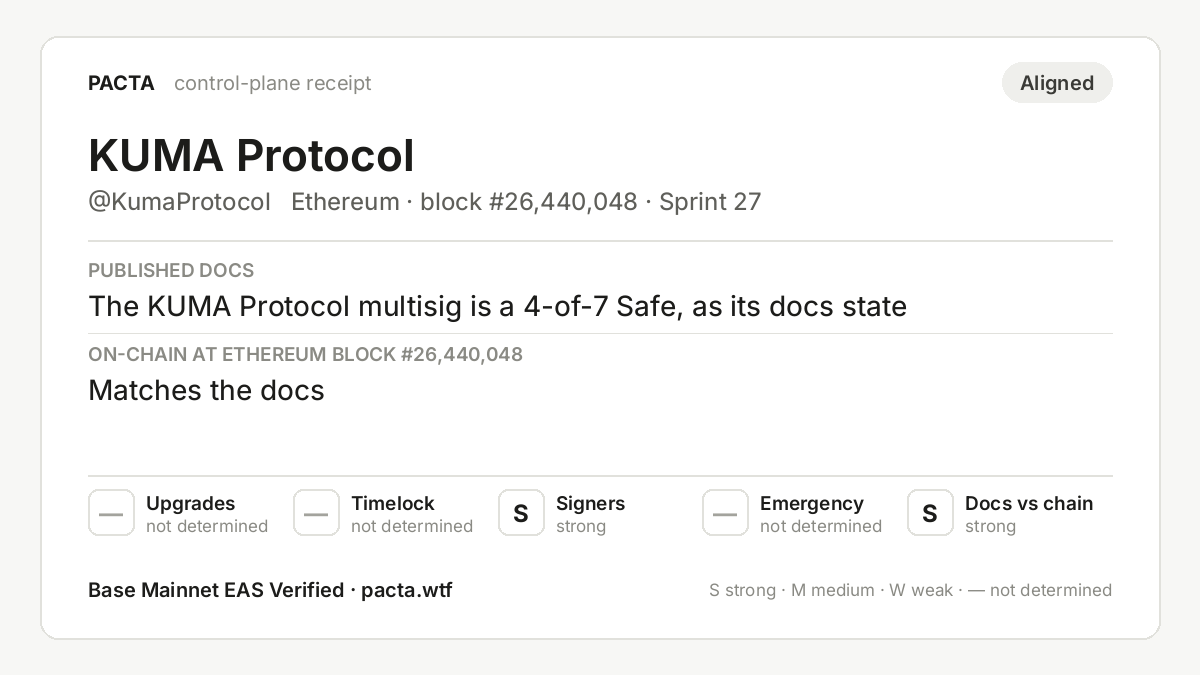 PACTA control-plane receipt Aligned
KUMA Protocol
@KumaProtocol Ethereum · block #26,440,048 · Sprint 27
PUBLISHED DOCS
The KUMA Protocol multisig is a 4-of-7 Safe, as its docs state
ON-CHAIN AT ETHEREUM BLOCK #26,440,048
Matches the docs
— Upgrades
not determined
— Timelock
not determined
S Signers
strong
— Emergency
not determined
S Docs vs chain
strong
Base Mainnet EAS Verified · pacta.wtf
S strong · M medium · W weak · — not determined